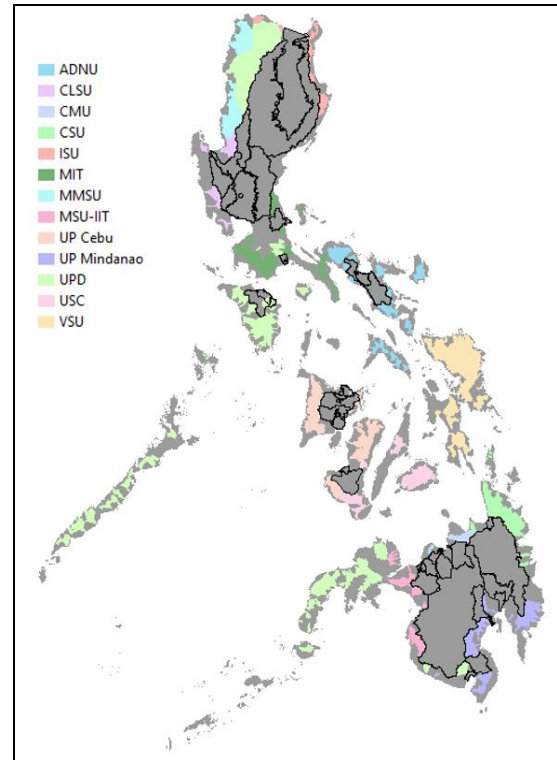 ADNU
CLSU
CMU
CSU
ISU
MIT
MMSU
MSU-IIT
UP Cebu
UP Mindanao
UPD
USC
VSU